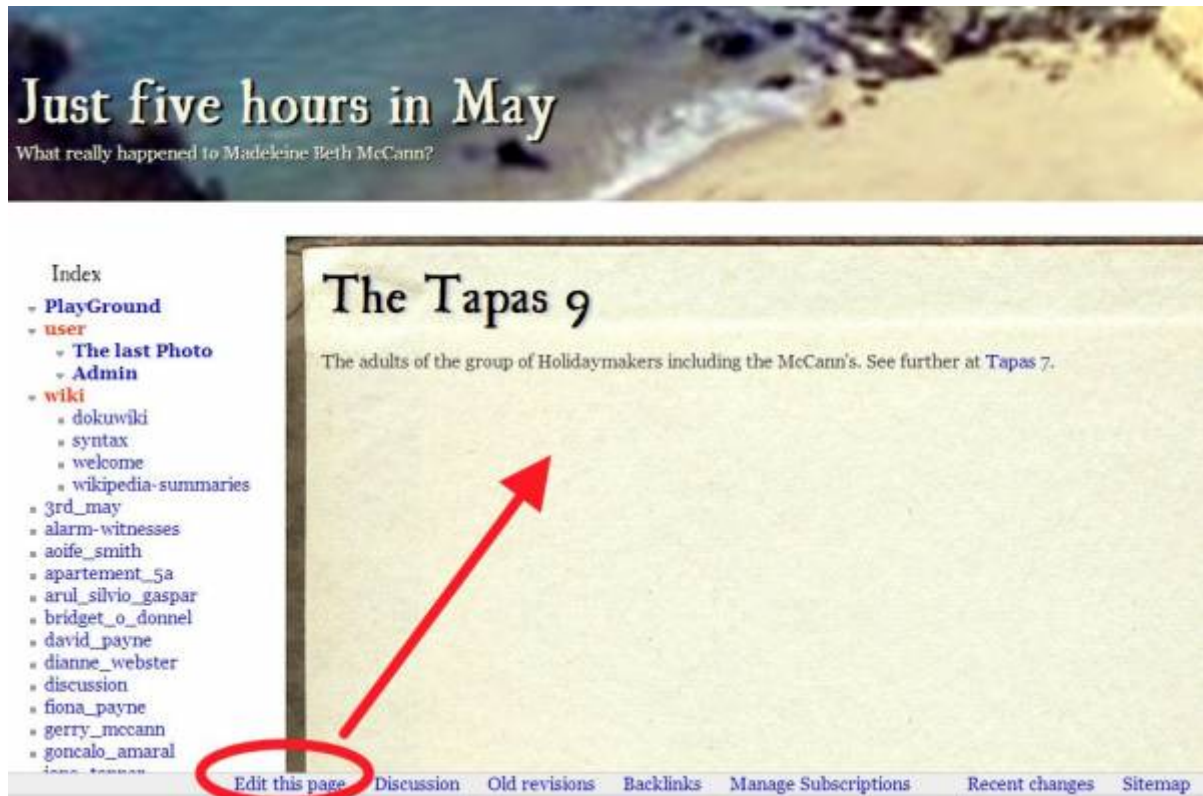 Just five hours in May
What really happened to Madeleine Beth McCann?
Index
PlayGround
user
The last Photo
Admin
wiki
dokuwiki
syntax
welcome
wikipedia-summaries
3rd_may
alarm-witnesses
aoife_smith
apartement_5a
arul_silvio_gaspar
bridget_o_donnel
david_payne
dianne_webster
discussion
fiona_payne
gerry_mccann
goncalo_amaral
The Tapas 9
The adults of the group of Holidaymakers including the McCann's. See further at Tapas 7.
Edit this page Discussion Old revisions Backlinks Manage Subscriptions Recent changes Sitemap